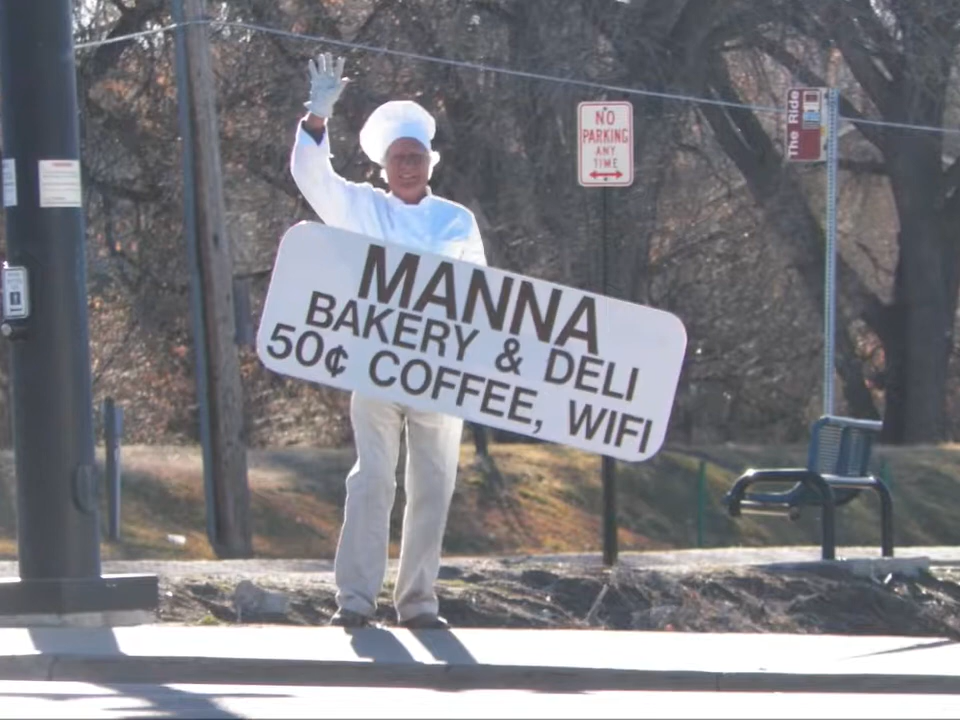 NO
PARKING
ANY
TIME
The Ride
MANNA
BAKERY & DELI
50¢ COFFEE, WIFI